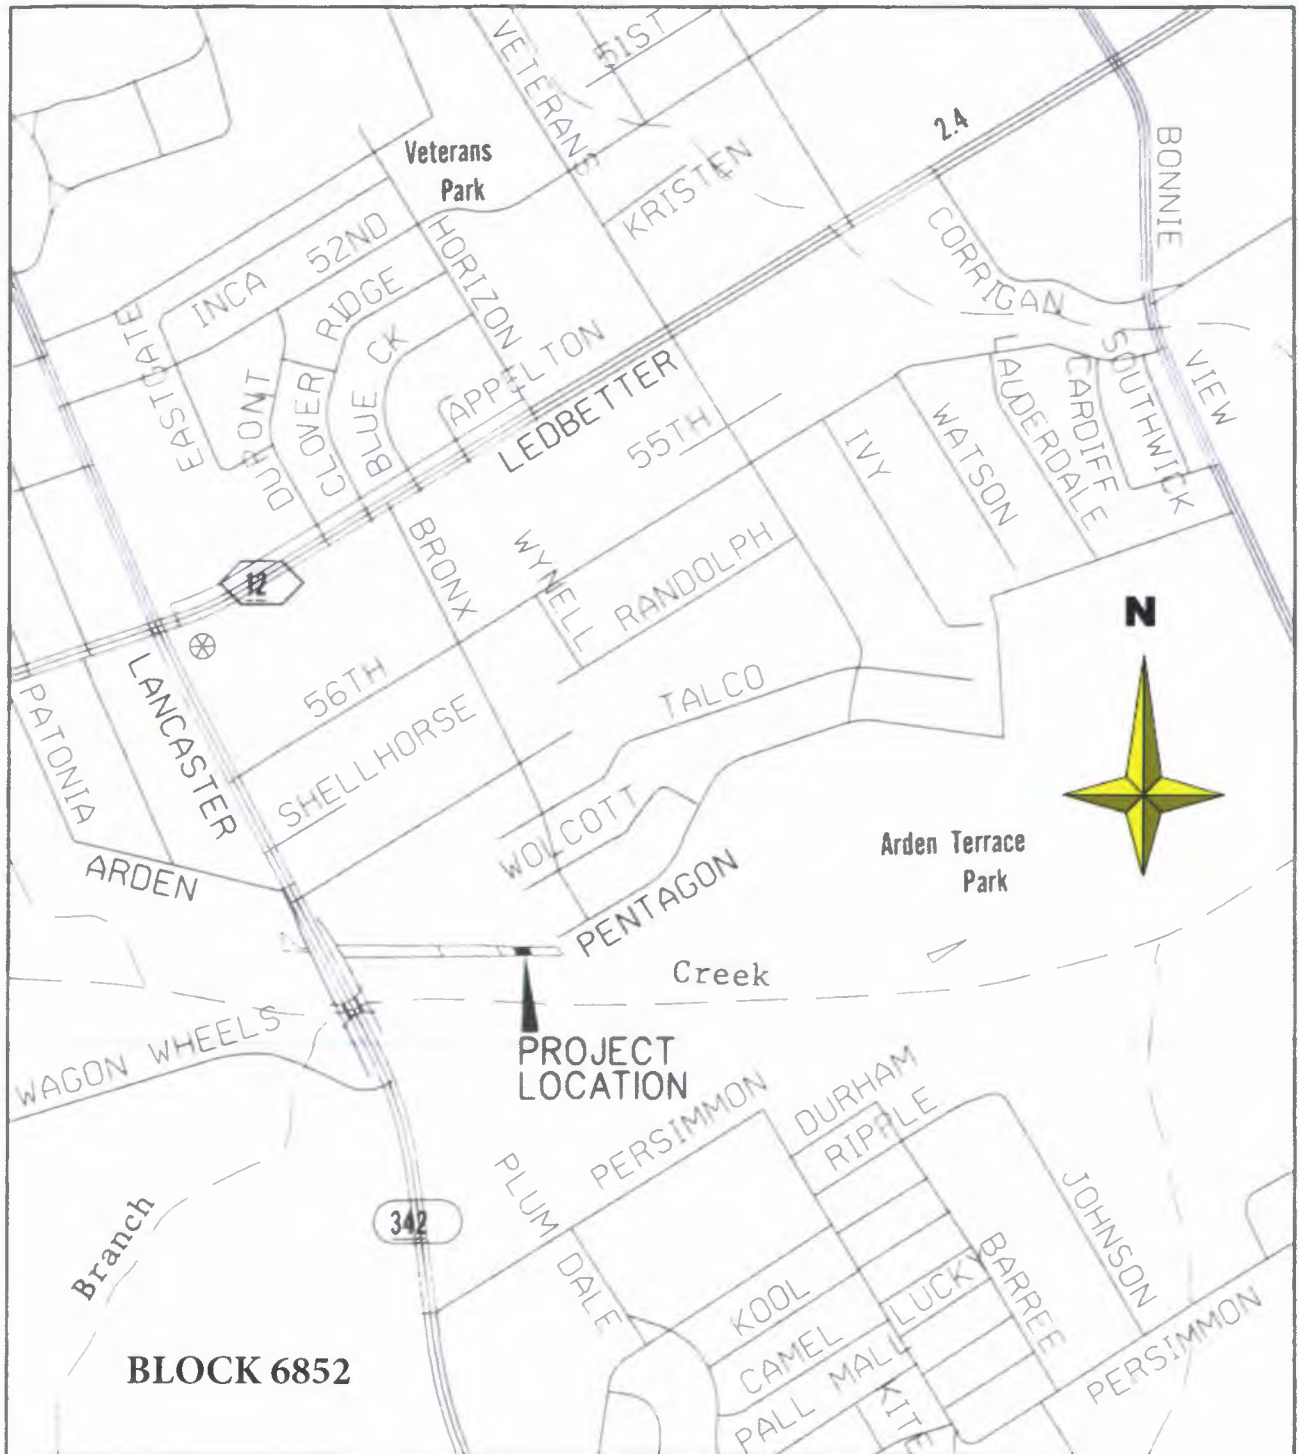 51ST
VETERANS
2.4
BONNIE
VIEW
Veterans
Park
KRISTEN
52ND
INCA
HORIZON
CORRIGAN
RIDGE
EASTGATE
BLUE CK
APPELTON
DUPONT
CLOVER
LEDBETTER
55TH
IVY
WATSON
LAUDERDALE
CARDIFF
SOUTHWICK
BRONX
WYNELL
RANDOLPH
12
N
LANCASTER
PATONIA
56TH
SHELLHORSE
TALCO
WOLCOTT
ARDEN
PENTAGON
Arden Terrace
Park
Creek
WAGON WHEELS
PROJECT
LOCATION
PERSIMMON
DURHAM
RIPPLE
PLUM DALE
JOHNSON
342
Branch
BARREE
KOOL
LUCKY
CAMEL
PALL MALL
KITE
PERSIMMON
BLOCK 6852